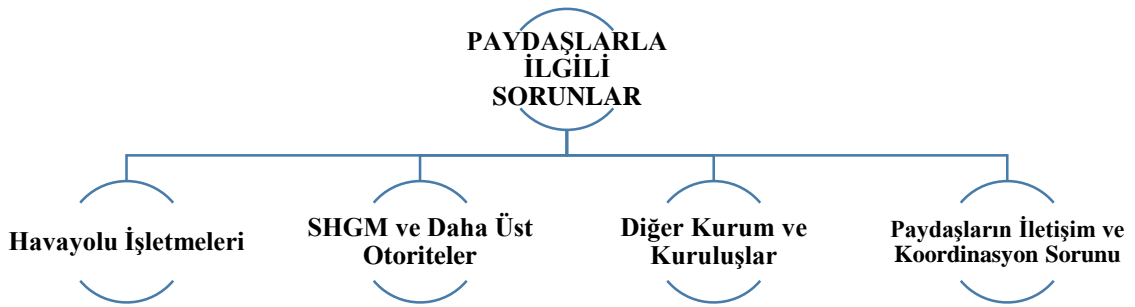 PAYDAŞLARLA
İLGİLİ
SORUNLAR
Havayolu İşletmeleri
SHGM ve Daha Üst
Otoriteler
Diğer Kurum ve
Kuruluşlar
Paydaşların İletişim ve
Koordinasyon Sorunu